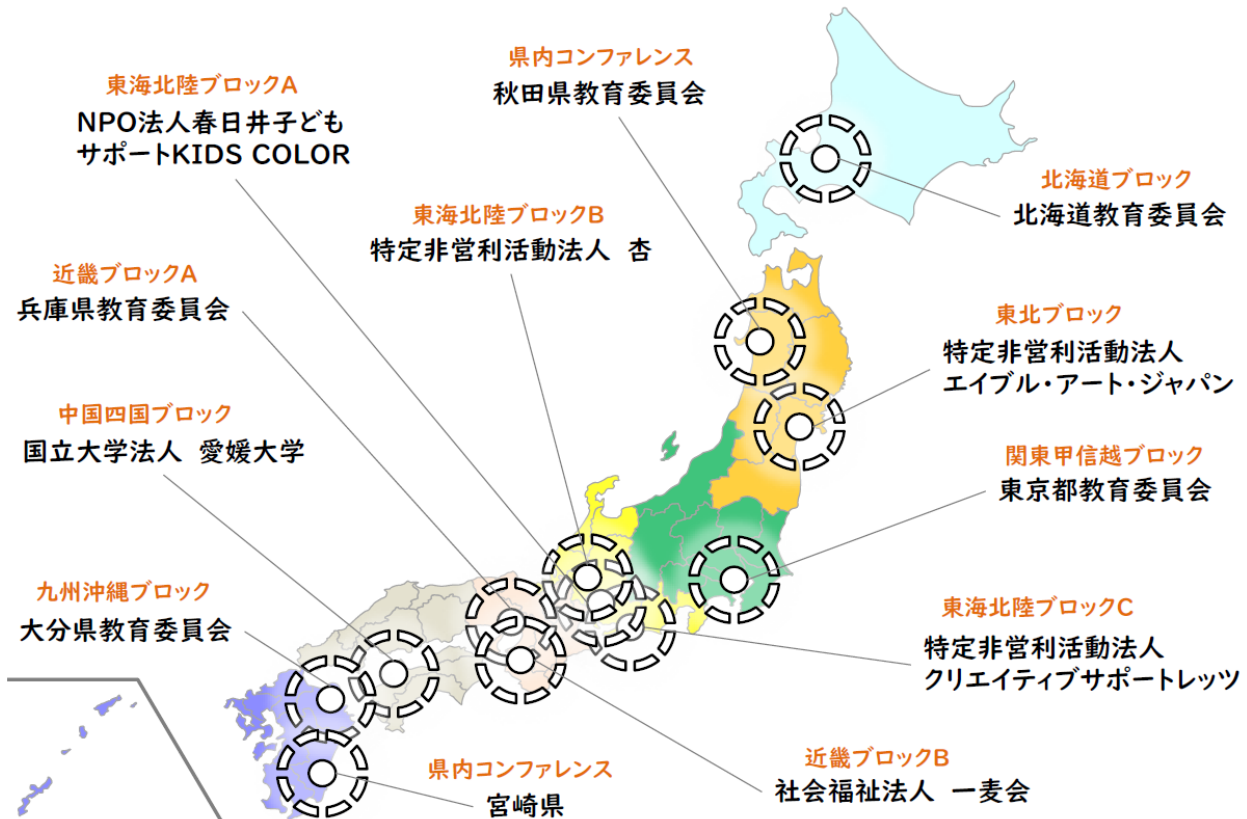 県内コンファレンス
秋田県教育委員会
東海北陸ブロックA
NPO法人春日井子ども
サポートKIDS COLOR
北海道ブロック
北海道教育委員会
東海北陸ブロックB
特定非営利活動法人 杏
近畿ブロックA
兵庫県教育委員会
東北ブロック
特定非営利活動法人
エイブル・アート・ジャパン
中国四国ブロック
国立大学法人 愛媛大学
関東甲信越ブロック
東京都教育委員会
九州沖縄ブロック
大分県教育委員会
東海北陸ブロックC
特定非営利活動法人
クリエイティブサポートレッツ
県内コンファレンス
宮崎県
近畿ブロックB
社会福祉法人 一麦会